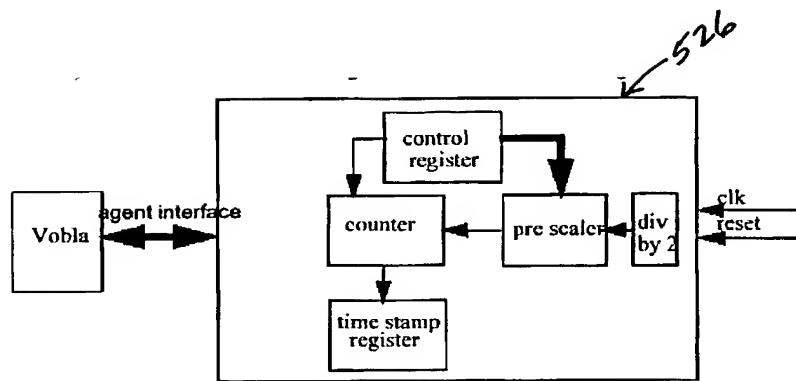 526
control
register
clk
reset
agent interface
Vobla
counter
pre scaler
div
by 2
time stamp
register